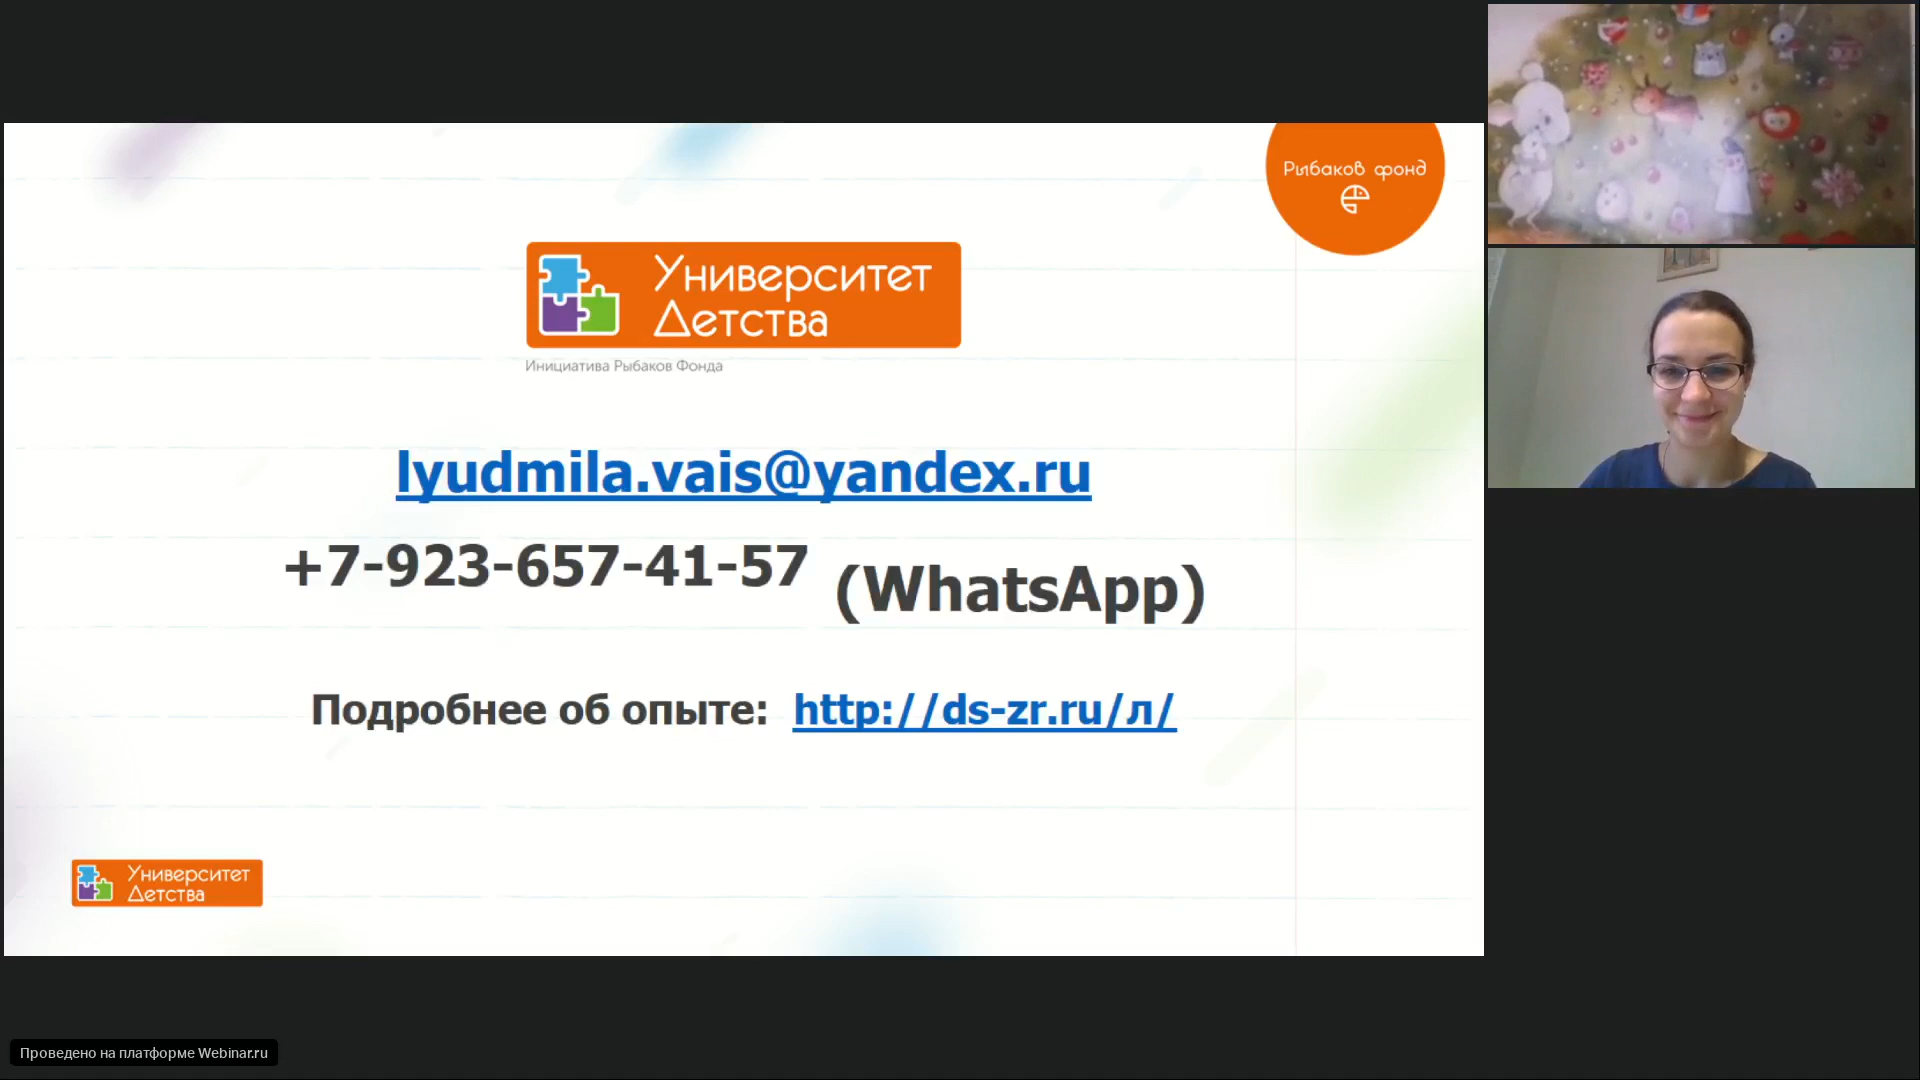 Рыбаков фонд
Университет
Детства
Инициатива Рыбаков Фонда
lyudmila.vais@yandex.ru
+7-923-657-41-57 (WhatsApp)
Подробнее об опыте: http://ds-zr.ru/л/
Университет
Детства
Проведено на платформе Webinar.ru